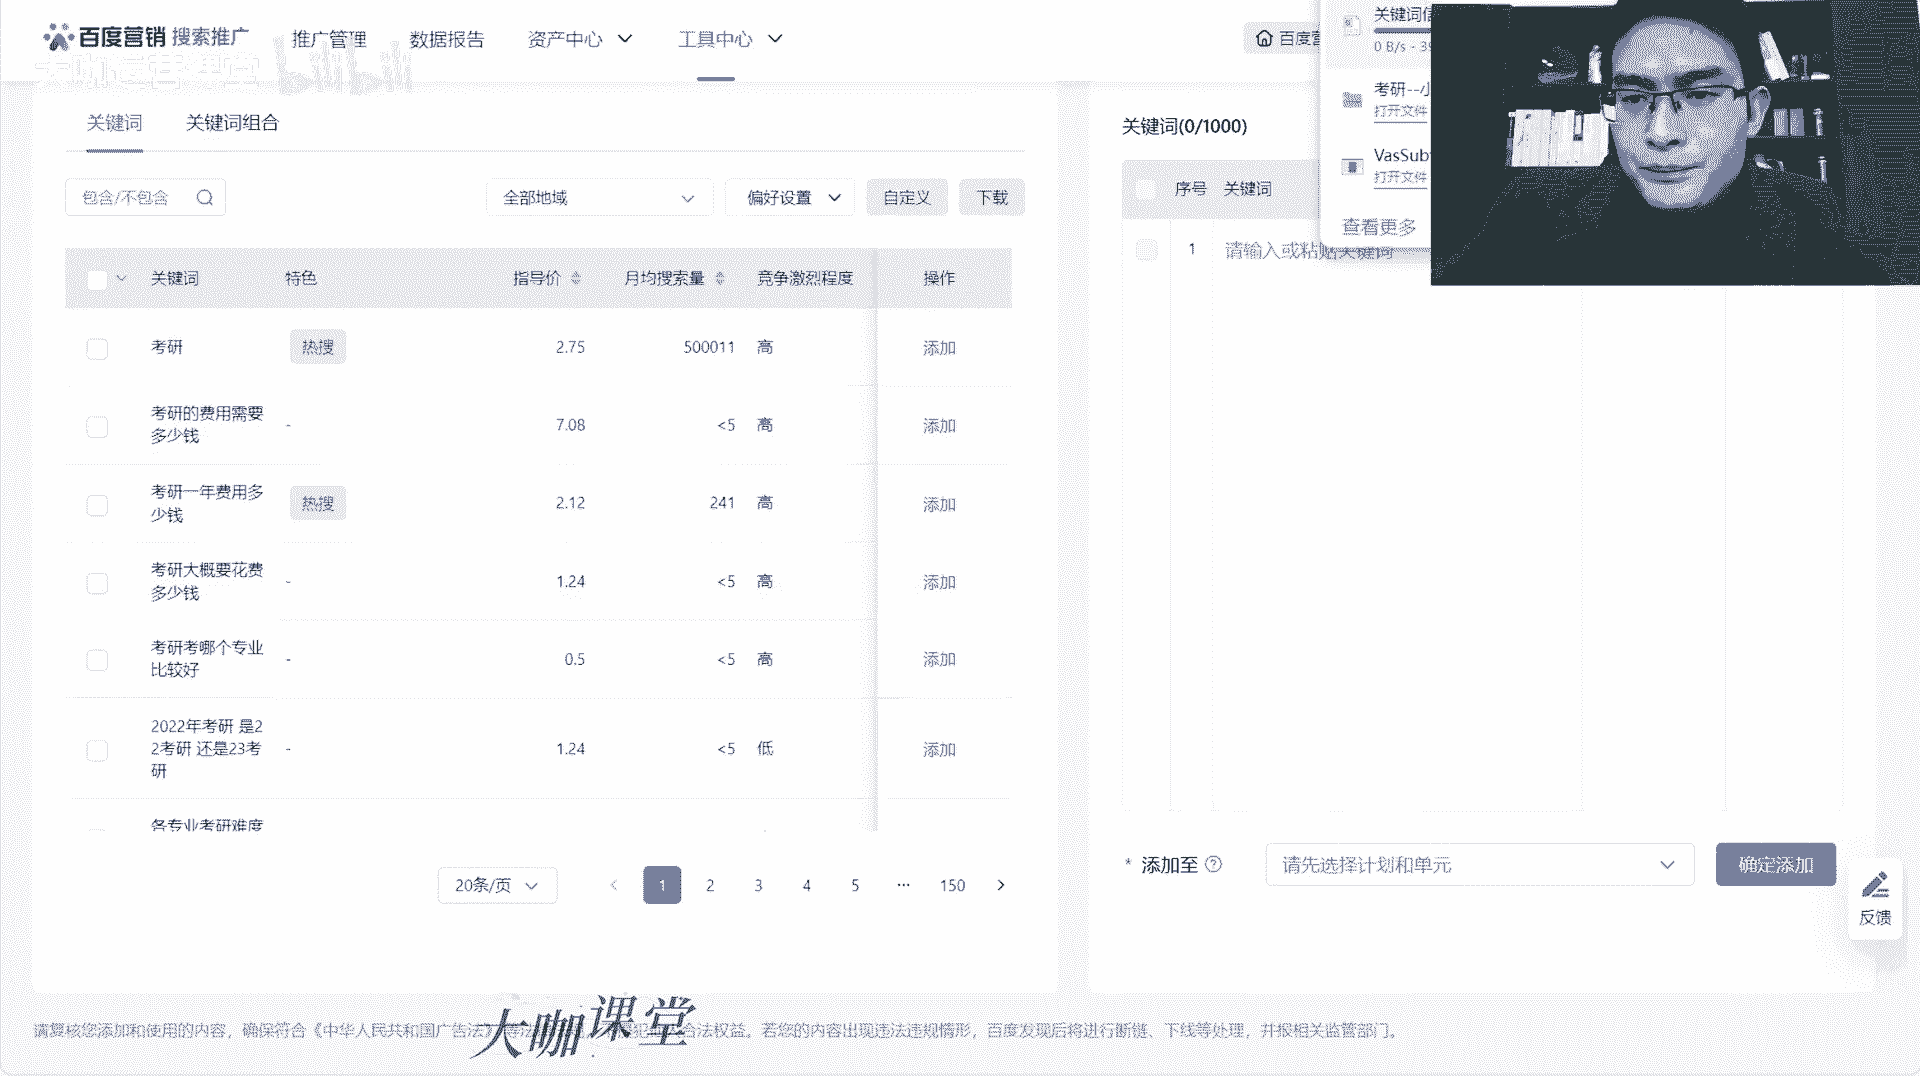 百度营销 搜索推广
推广管理
数据报告
资产中心
工具中心
百度营
大咖运营课堂 bilibili
关键词
关键词组合
包含/不包含
全部地域
偏好设置
自定义
下载
关键词
特色
指导价
月均搜索量
竞争激烈程度
操作
考研
热搜
2.75
500011
高
添加
考研的费用需要
多少钱
-
7.08
<5
高
添加
考研一年费用多
少钱
热搜
2.12
241
高
添加
考研大概要花费
多少钱
-
1.24
<5
高
添加
考研考哪个专业
比较好
-
0.5
<5
高
添加
2022年考研 是2
2考研 还是23考
研
-
1.24
<5
低
添加
各专业考研难度
20条/页
1
2
3
4
5
···
150
关键词(0/1000)
序号
关键词
1
请输入或粘贴关键词
关键词信
0 B/s - 39
考研--小
打开文件
VasSub
打开文件
查看更多
* 添加至
请先选择计划和单元
确定添加
反馈
请复核您添加和使用的内容，确保符合《中华人民共和国广告法》等法 合法权益。若您的内容出现违法违规情形，百度发现后将进行断链、下线等处理，并报相关监管部门。
大咖课堂